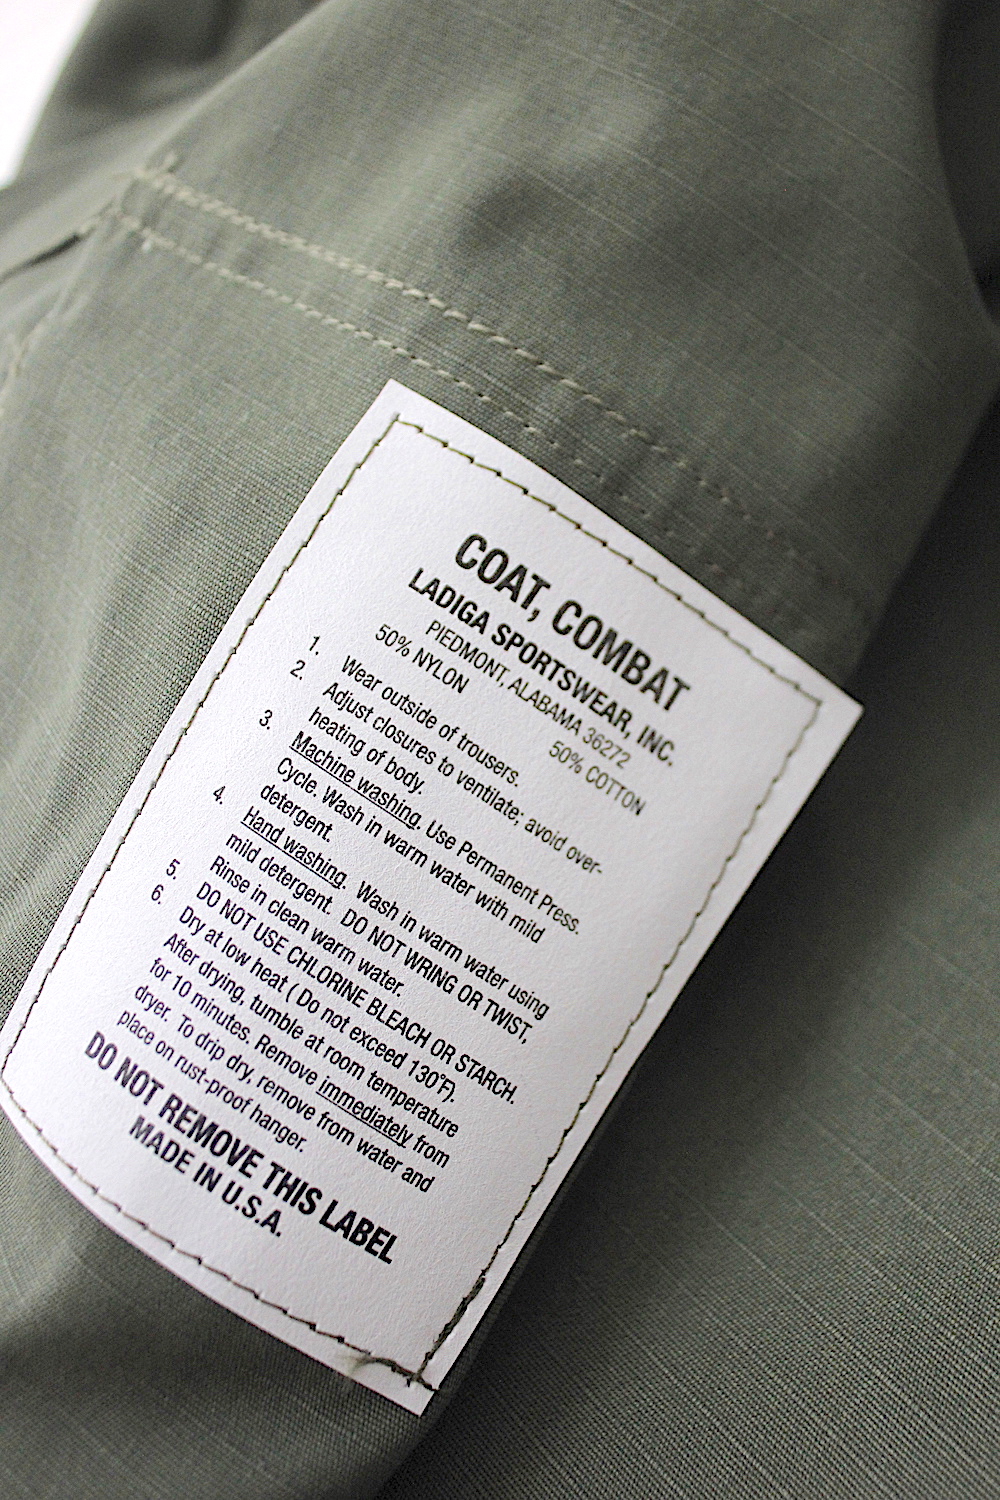 COAT, COMBAT
LADIGA SPORTSWEAR, INC.
PIEDMONT, ALABAMA 36272
50% NYLON 50% COTTON
1. Wear outside of trousers.
2. Adjust closures to ventilate; avoid over-
heating of body.
3. Machine washing. Use Permanent Press.
Cycle. Wash in warm water with mild
detergent.
4. Hand washing. Wash in warm water using
mild detergent. DO NOT WRING OR TWIST,
Rinse in clean warm water.
5. DO NOT USE CHLORINE BLEACH OR STARCH.
6. Dry at low heat ( Do not exceed 130°F).
After drying, tumble at room temperature
for 10 minutes. Remove immediately from
dryer. To drip dry, remove from water and
place on rust-proof hanger.
DO NOT REMOVE THIS LABEL
MADE IN U.S.A.